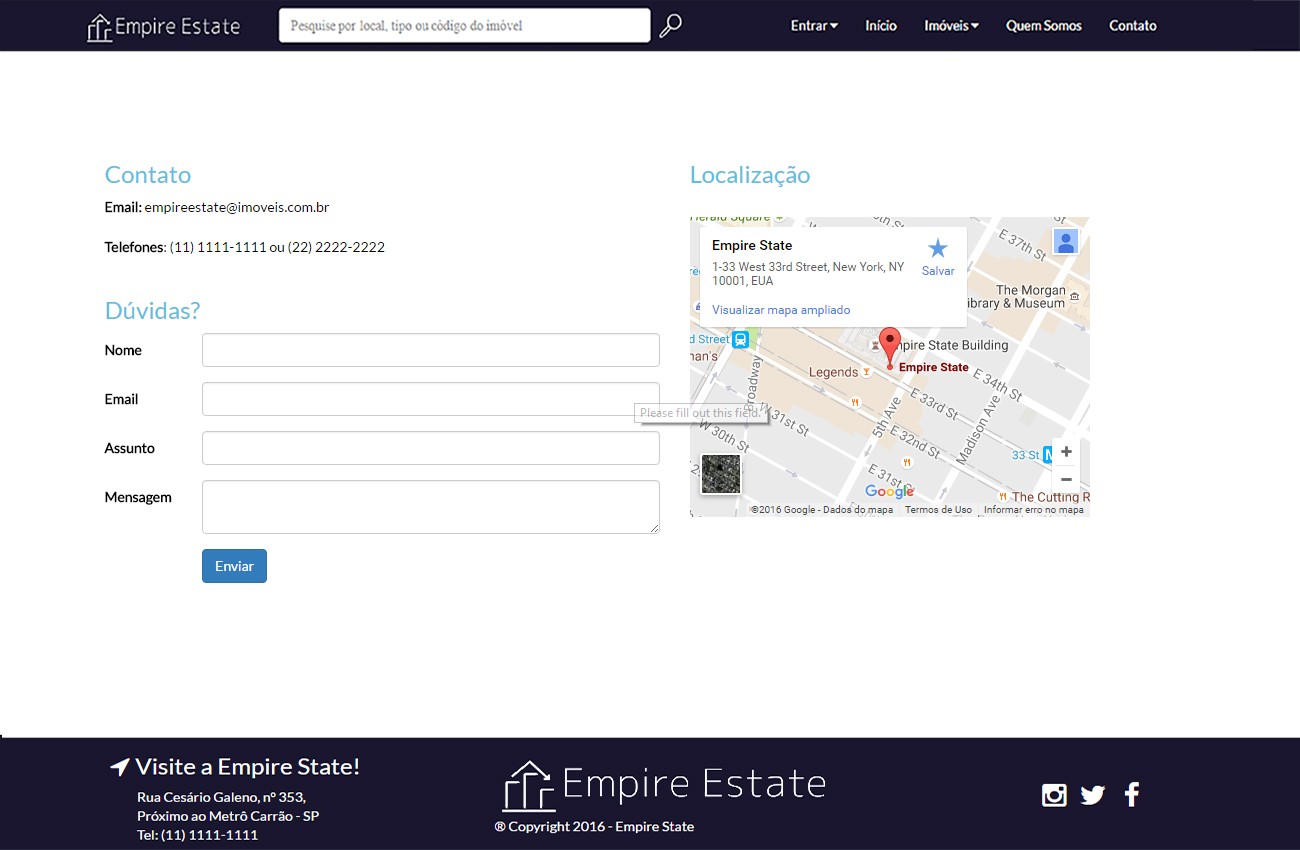 Empire Estate
Pesquise por local, tipo ou código do imóvel
Entrar
Início
Imóveis
Quem Somos
Contato
Contato
Email: empireestate@imoveis.com.br
Telefones: (11) 1111-1111 ou (22) 2222-2222
Dúvidas?
Nome
Email
Assunto
Mensagem
Enviar
Please fill out this field.
Localização
Herald Square
Empire State
1-33 West 33rd Street, New York, NY
10001, EUA
Salvar
Visualizar mapa ampliado
E 37th St
The Morgan
ibrary & Museum
d Street
an's
Broadway
mpire State Building
Empire State
Legends
E 34th St
E 33rd St
E 32nd St
E 31st St
W 31st St
W 30th St
5th Ave
Madison Ave
33 St
Google
The Cutting R
©2016 Google - Dados do mapa
Termos de Uso
Informar erro no mapa
Visite a Empire State!
Rua Cesário Galeno, nº 353,
Próximo ao Metrô Carrão - SP
Tel: (11) 1111-1111
Empire Estate
® Copyright 2016 - Empire State